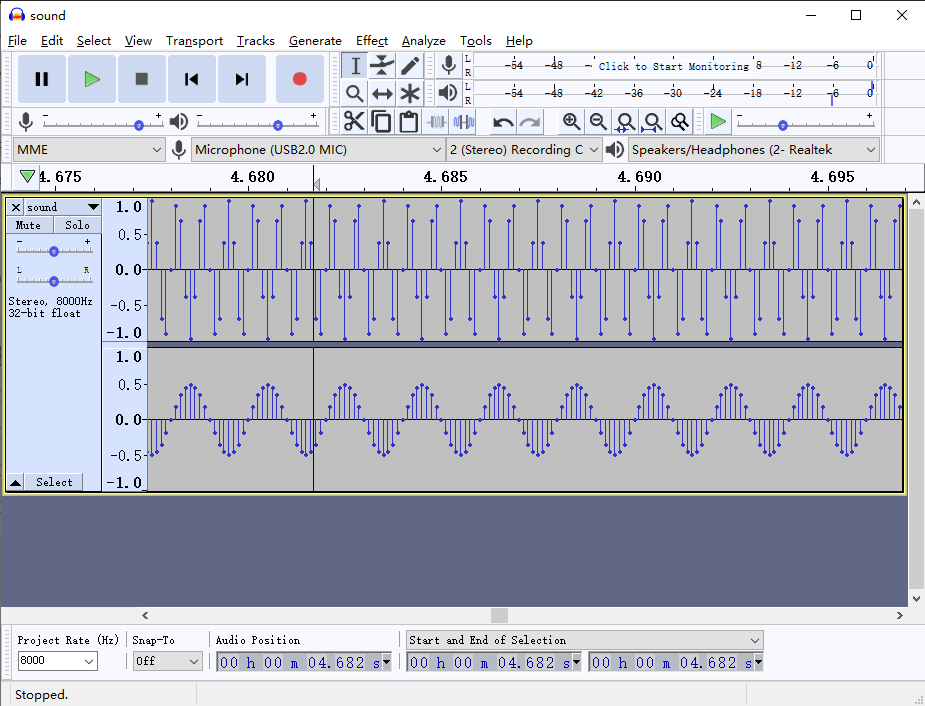 sound
File Edit Select View Transport Tracks Generate Effect Analyze Tools Help
L R -54 -48 - Click to Start Monitoring 8 -12 -6 0
L R -54 -48 -42 -36 -30 -24 -18 -12 -6 0
- + - + - +
MME Microphone (USB2.0 MIC) 2 (Stereo) Recording C Speakers/Headphones (2- Realtek
4.675 4.680 4.685 4.690 4.695
sound
Mute Solo
- +
L R
Stereo, 8000Hz
32-bit float
Select
1.0
0.5
0.0
-0.5
-1.0
1.0
0.5
0.0
-0.5
-1.0
Project Rate (Hz) Snap-To Audio Position Start and End of Selection
8000 Off 00 h 00 m 04.682 s 00 h 00 m 04.682 s 00 h 00 m 04.682 s
Stopped.